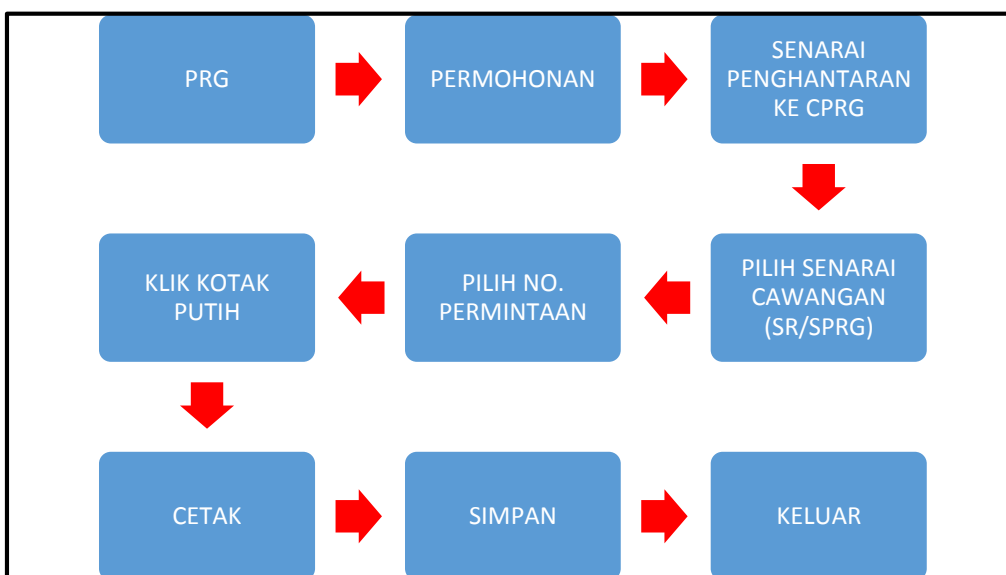 PRG
PERMOHONAN
SENARAI
PENGHANTARAN
KE CPRG
PILIH SENARAI
CAWANGAN
(SR/SPRG)
PILIH NO.
PERMINTAAN
KLIK KOTAK
PUTIH
CETAK
SIMPAN
KELUAR